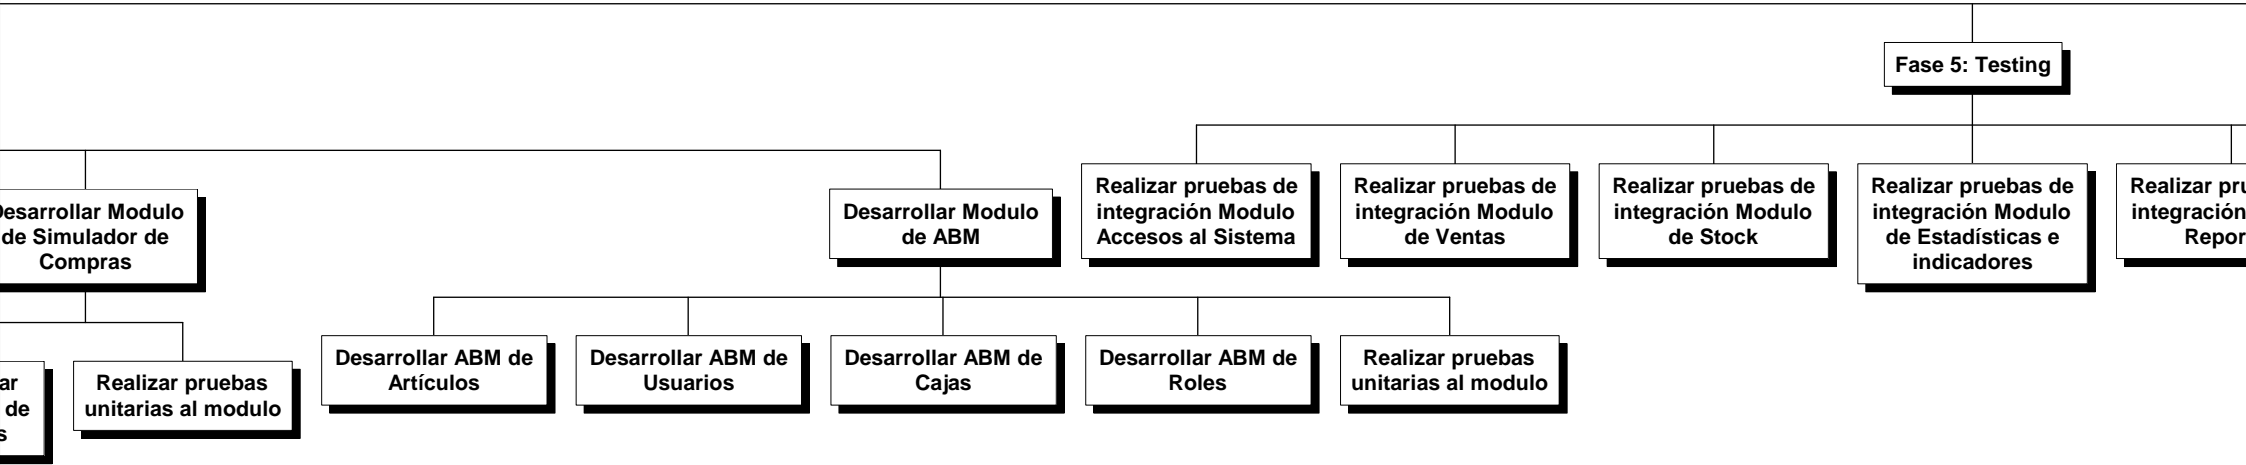 Fase 5: Testing
Desarrollar Modulo
de Simulador de
Compras
Desarrollar Modulo
de ABM
Realizar pruebas de
integración Modulo
Accesos al Sistema
Realizar pruebas de
integración Modulo
de Ventas
Realizar pruebas de
integración Modulo
de Stock
Realizar pruebas de
integración Modulo
de Estadísticas e
indicadores
Realizar
integración
de
Realizar pruebas
unitarias al modulo
Desarrollar ABM de
Artículos
Desarrollar ABM de
Usuarios
Desarrollar ABM de
Cajas
Desarrollar ABM de
Roles
Realizar pruebas
unitarias al modulo